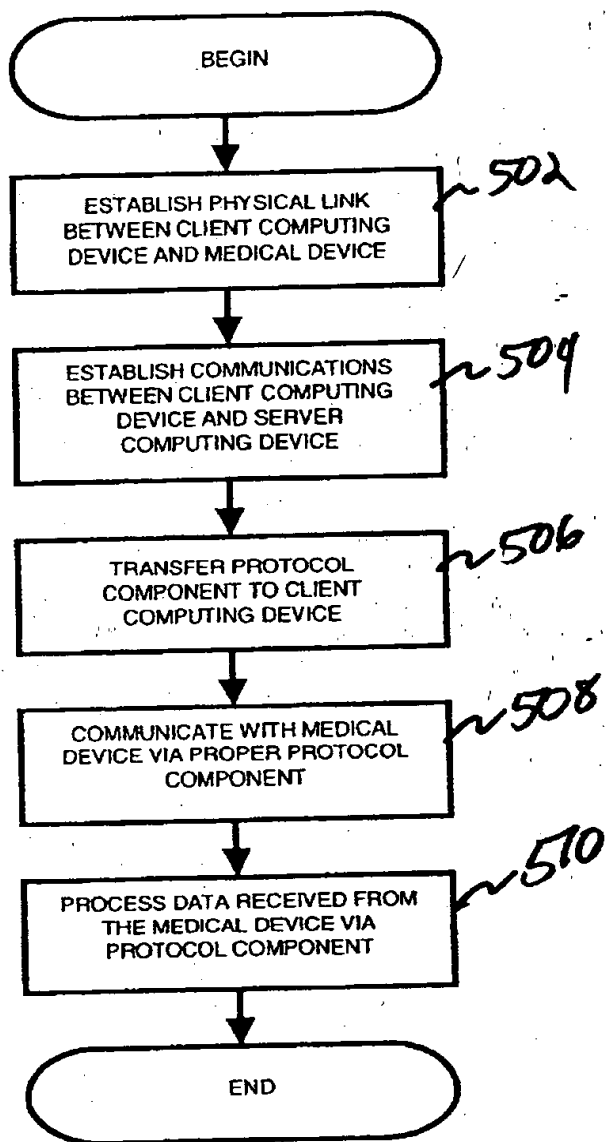 BEGIN
502
ESTABLISH PHYSICAL LINK
BETWEEN CLIENT COMPUTING
DEVICE AND MEDICAL DEVICE
504
ESTABLISH COMMUNICATIONS
BETWEEN CLIENT COMPUTING
DEVICE AND SERVER
COMPUTING DEVICE
506
TRANSFER PROTOCOL
COMPONENT TO CLIENT
COMPUTING DEVICE
508
COMMUNICATE WITH MEDICAL
DEVICE VIA PROPER PROTOCOL
COMPONENT
510
PROCESS DATA RECEIVED FROM
THE MEDICAL DEVICE VIA
PROTOCOL COMPONENT
END